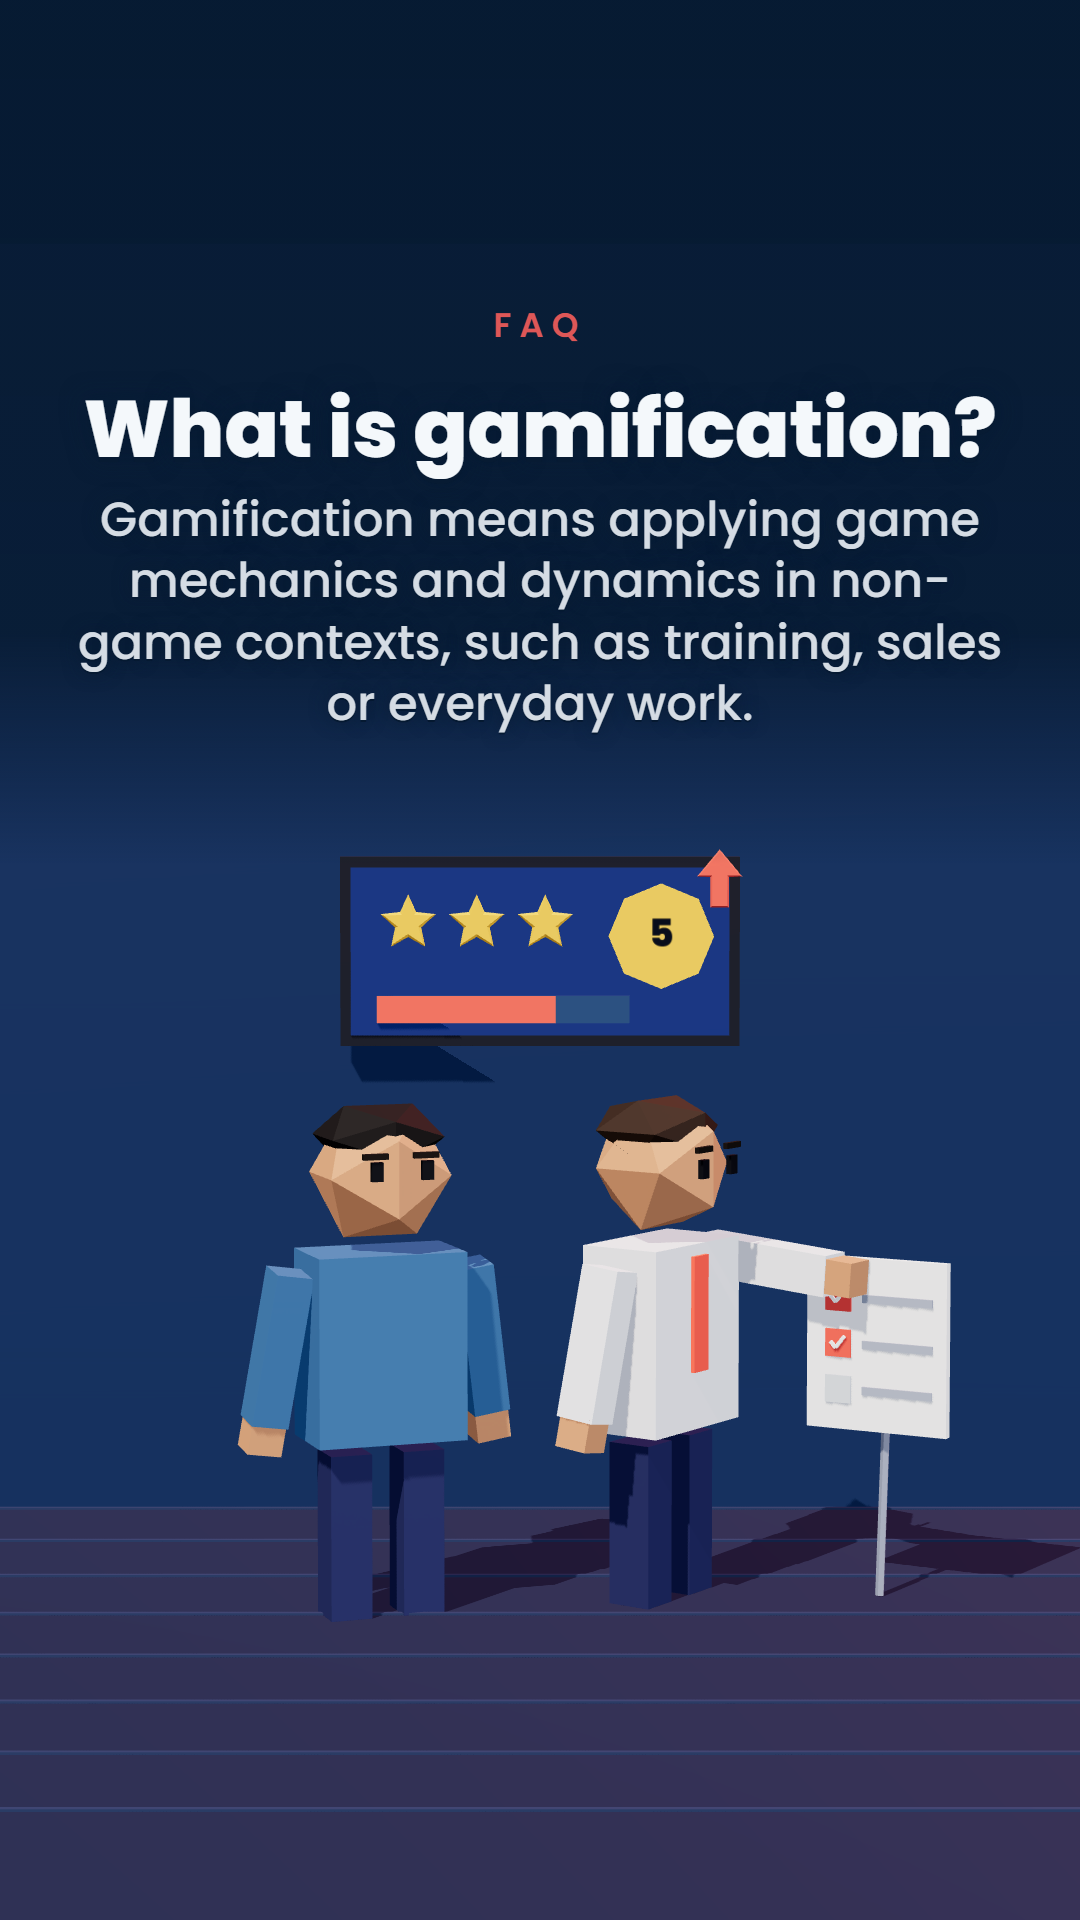 FAQ
What is gamification?
Gamification means applying game
mechanics and dynamics in non-
game contexts, such as training, sales
or everyday work.
5